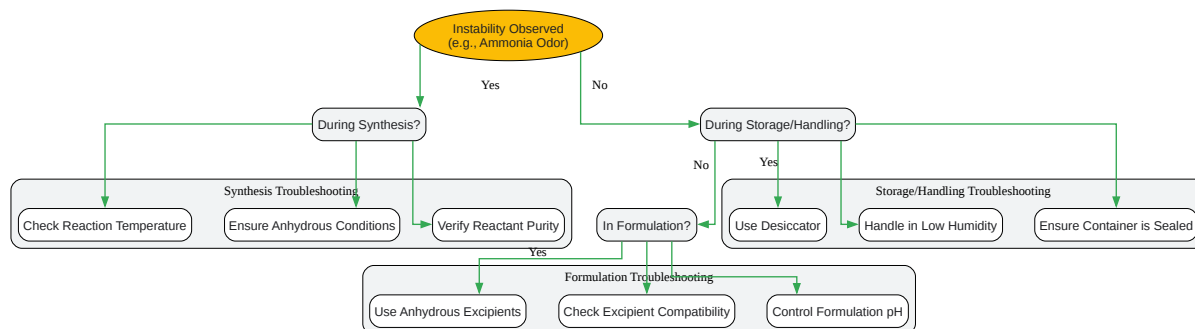 Instability Observed
(e.g., Ammonia Odor)
Yes
No
During Synthesis?
During Storage/Handling?
No
Yes
Synthesis Troubleshooting
Check Reaction Temperature
Ensure Anhydrous Conditions
Verify Reactant Purity
Storage/Handling Troubleshooting
Use Desiccator
Handle in Low Humidity
Ensure Container is Sealed
In Formulation?
Yes
Formulation Troubleshooting
Use Anhydrous Excipients
Check Excipient Compatibility
Control Formulation pH